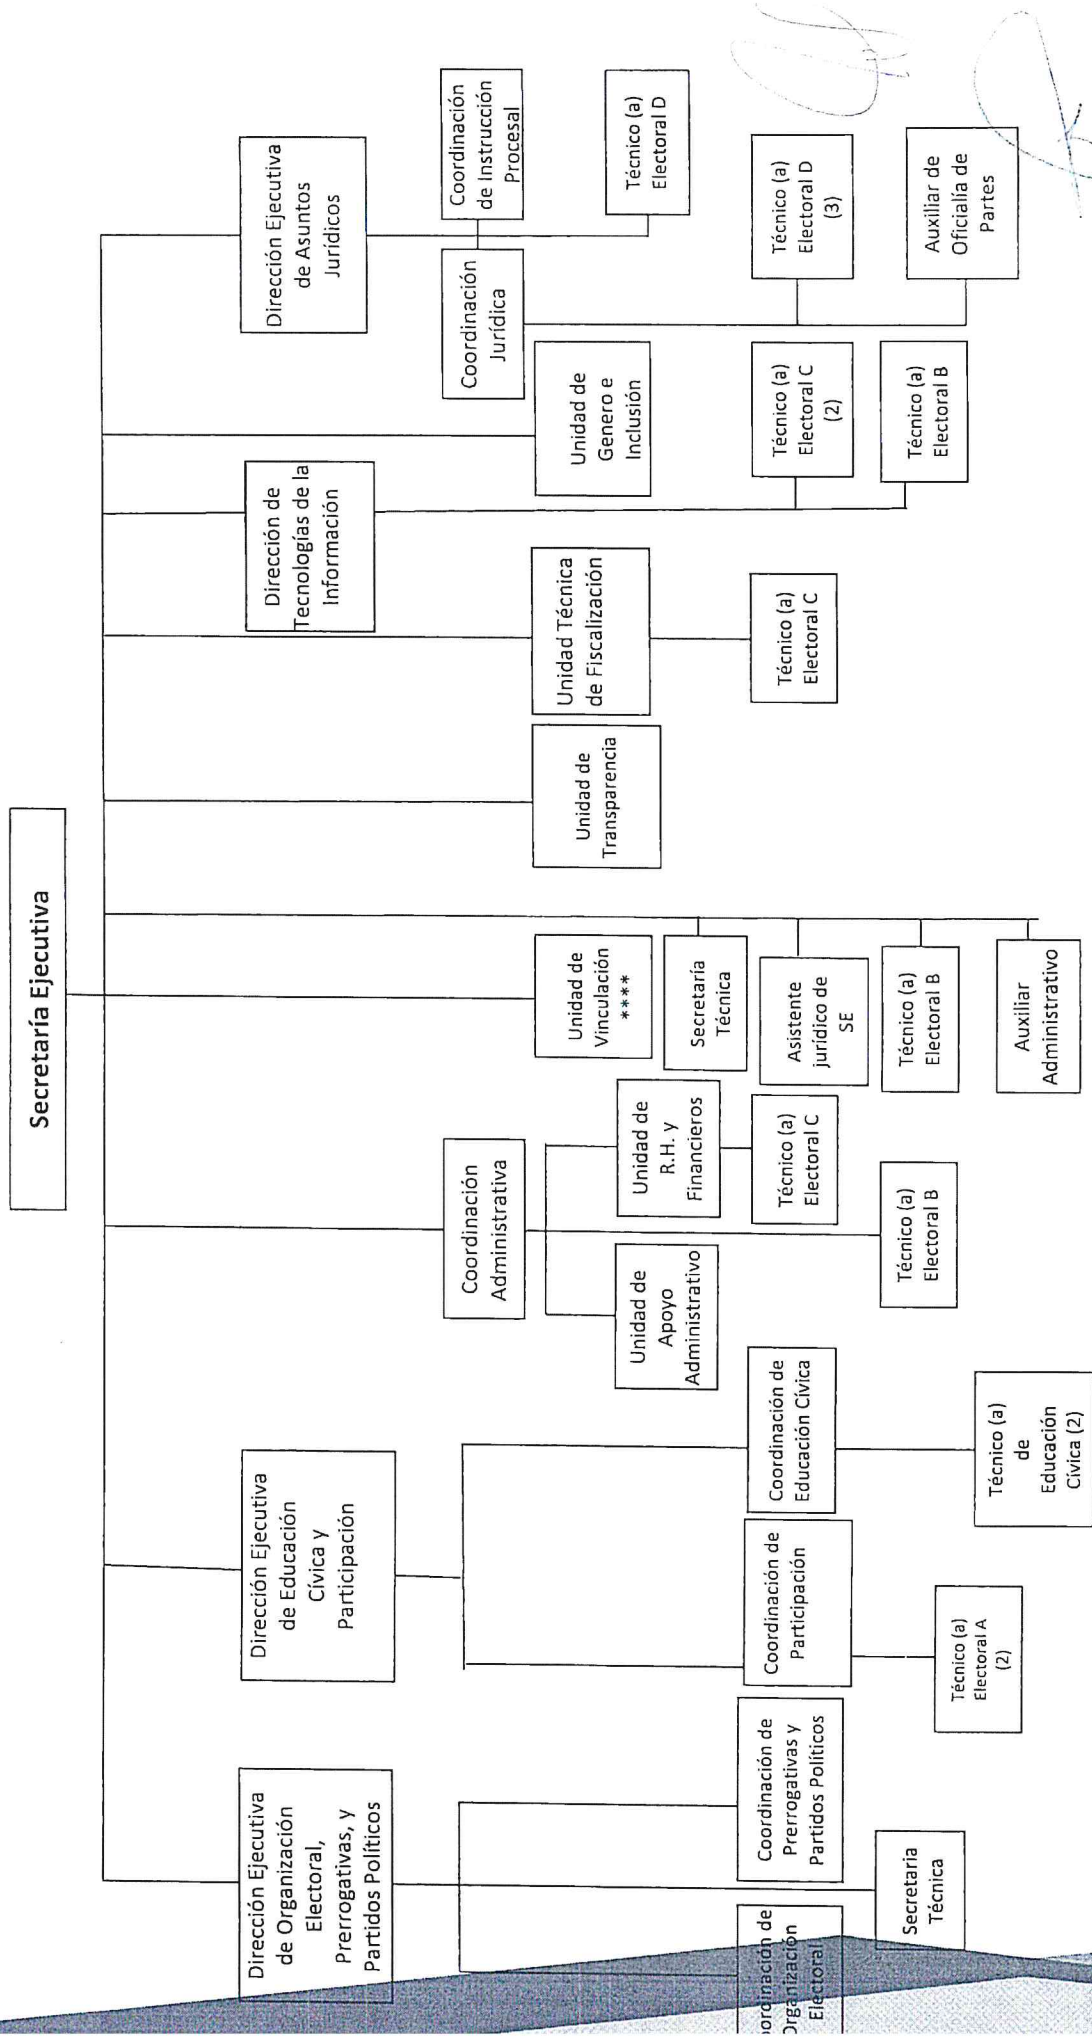 Secretaría Ejecutiva
Dirección Ejecutiva
de Organización
Electoral,
Prerrogativas, y
Partidos Políticos
Organización
Electoral
Coordinación de
Prerrogativas y
Partidos Políticos
Secretaria
Técnica
Dirección Ejecutiva
de Educación
Cívica y
Participación
Coordinación de
Participación
Técnico (a)
Electoral A
(2)
Coordinación de
Educación Cívica
Técnico (a)
de
Educación
Cívica (2)
Coordinación
Administrativa
Unidad de
Apoyo
Administrativo
Unidad de
R.H. y
Financieros
Técnico (a)
Electoral C
Técnico (a)
Electoral B
Unidad de
Vinculación
****
Secretaria
Técnica
Asistente
jurídico de
SE
Técnico (a)
Electoral B
Auxiliar
Administrativo
Unidad de
Transparencia
Unidad Técnica
de Fiscalización
Técnico (a)
Electoral C
Dirección de
Tecnologías de la
Información
Técnico (a)
Electoral C
(2)
Técnico (a)
Electoral B
Unidad de
Genero e
Inclusión
Dirección Ejecutiva
de Asuntos
Jurídicos
Coordinación
Jurídica
Coordinación
de Instrucción
Procesal
Técnico (a)
Electoral D
Técnico (a)
Electoral D
(3)
Auxiliar de
Oficialía de
Partes